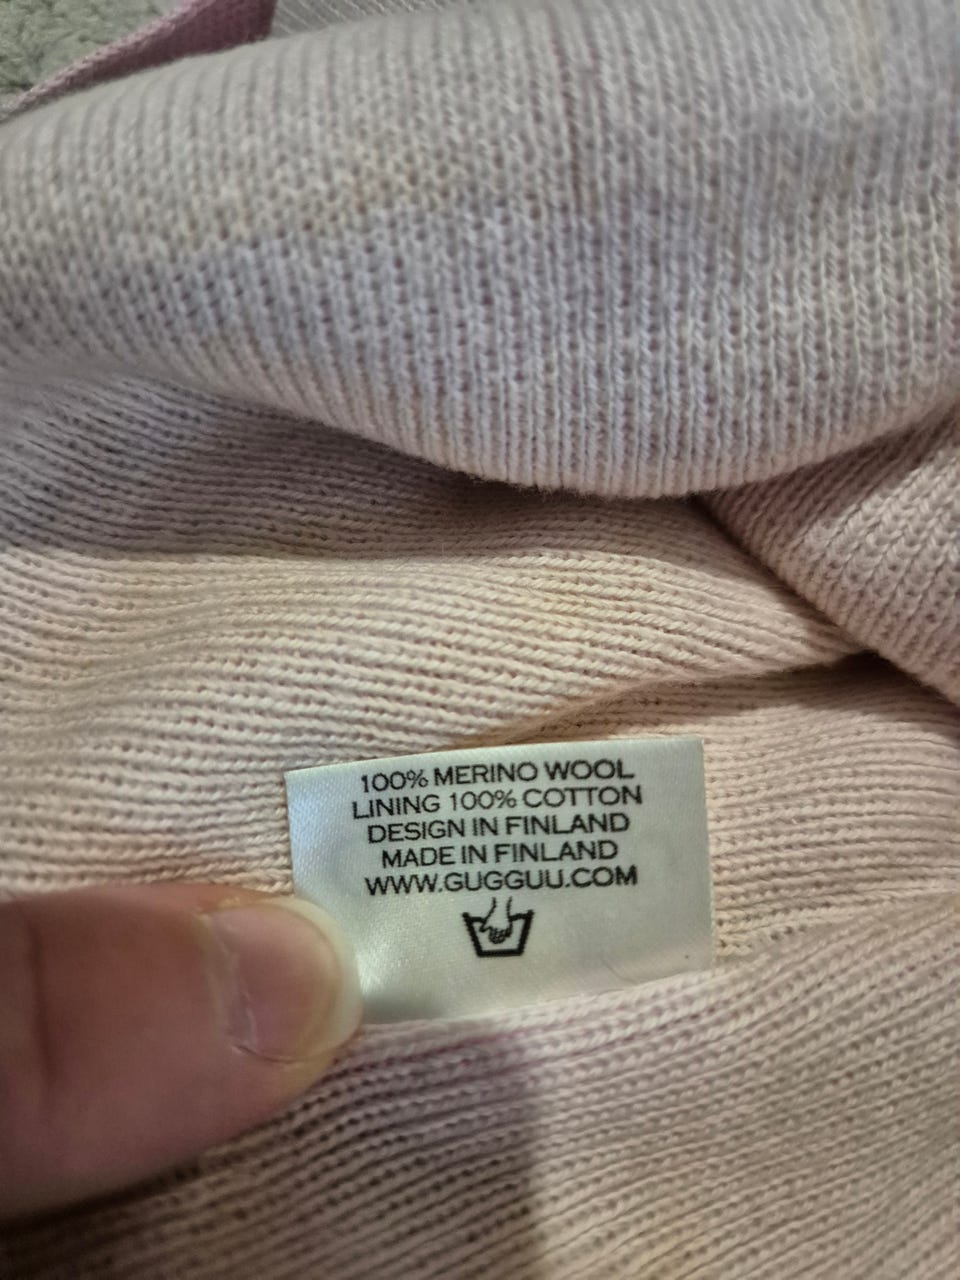 100% MERINO WOOL
LINING 100% COTTON
DESIGN IN FINLAND
MADE IN FINLAND
WWW.GUGGUU.COM